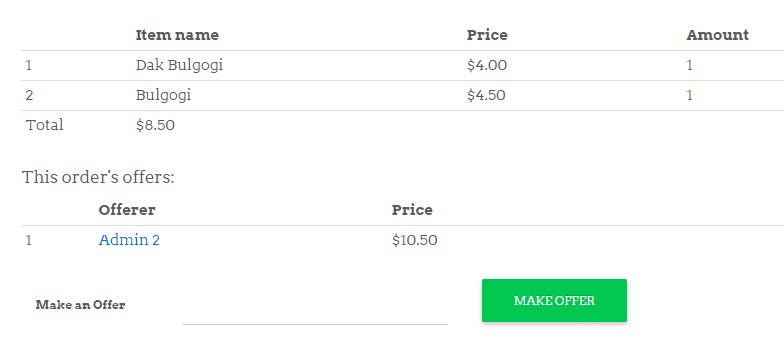 Item name Price Amount
1 Dak Bulgogi $4.00 1
2 Bulgogi $4.50 1
Total $8.50
This order's offers:
Offerer Price
1 Admin 2 $10.50
Make an Offer MAKE OFFER